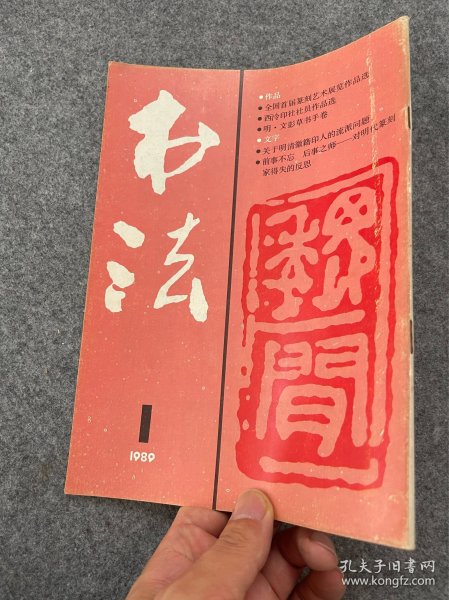 书法
1
1989
•作品
•全国首届篆刻艺术展览作品选
•西泠印社社员作品选
•明·文彭草书手卷
•文字
•关于明清徽籍印人的流派问题
•前事不忘 后事之师——对明代篆刻
家得失的反思
孔夫子旧书网
www.kongfz.com